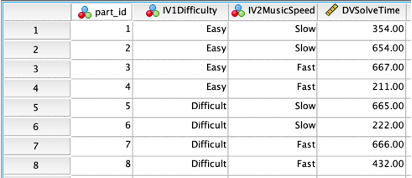 part_id IV1Difficulty IV2MusicSpeed DVSolveTime
1 1 Easy Slow 354.00
2 2 Easy Slow 654.00
3 3 Easy Fast 667.00
4 4 Easy Fast 211.00
5 5 Difficult Slow 665.00
6 6 Difficult Slow 222.00
7 7 Difficult Fast 666.00
8 8 Difficult Fast 432.00